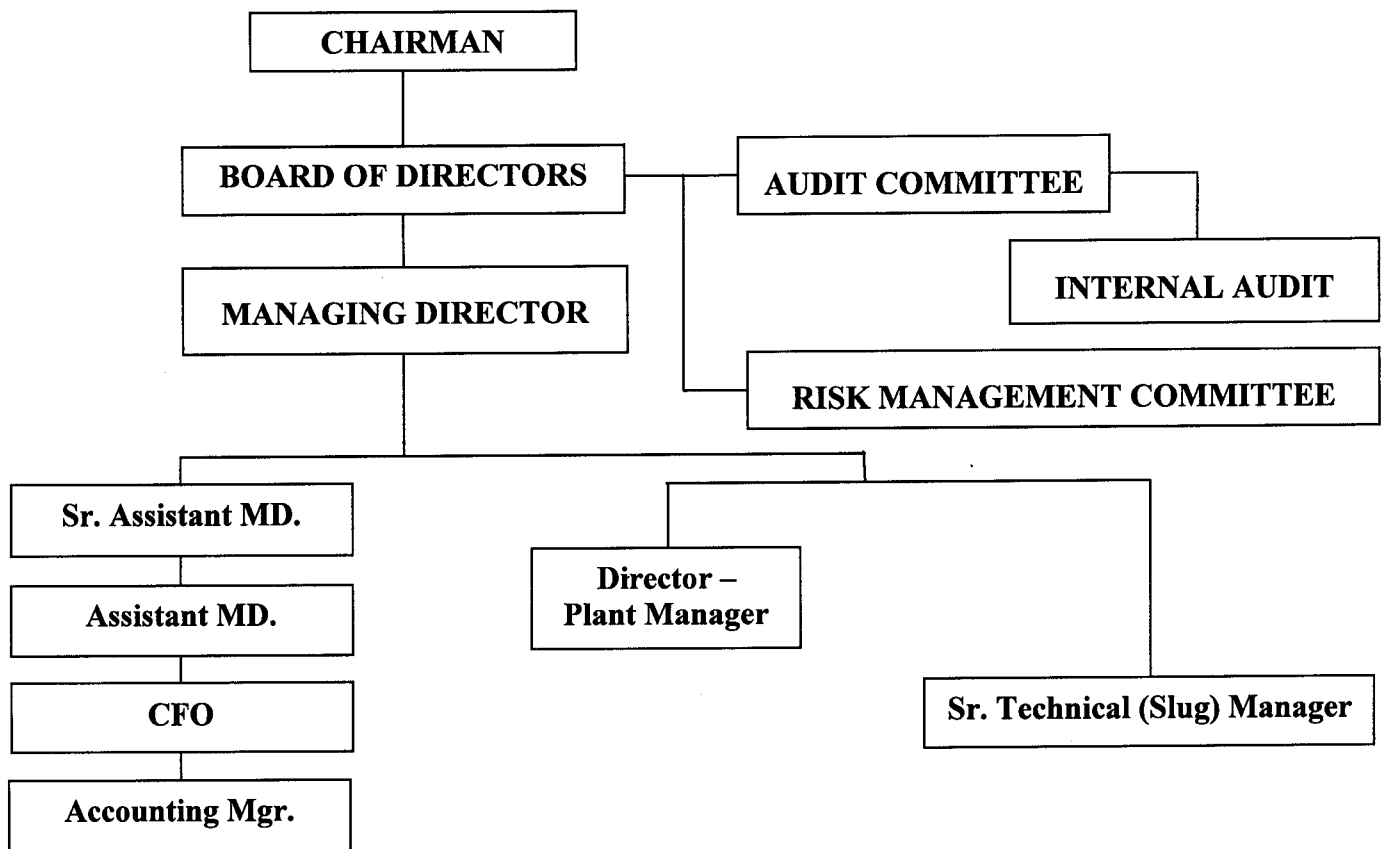 CHAIRMAN
BOARD OF DIRECTORS
AUDIT COMMITTEE
INTERNAL AUDIT
MANAGING DIRECTOR
RISK MANAGEMENT COMMITTEE
Sr. Assistant MD.
Assistant MD.
CFO
Accounting Mgr.
Director –
Plant Manager
Sr. Technical (Slug) Manager